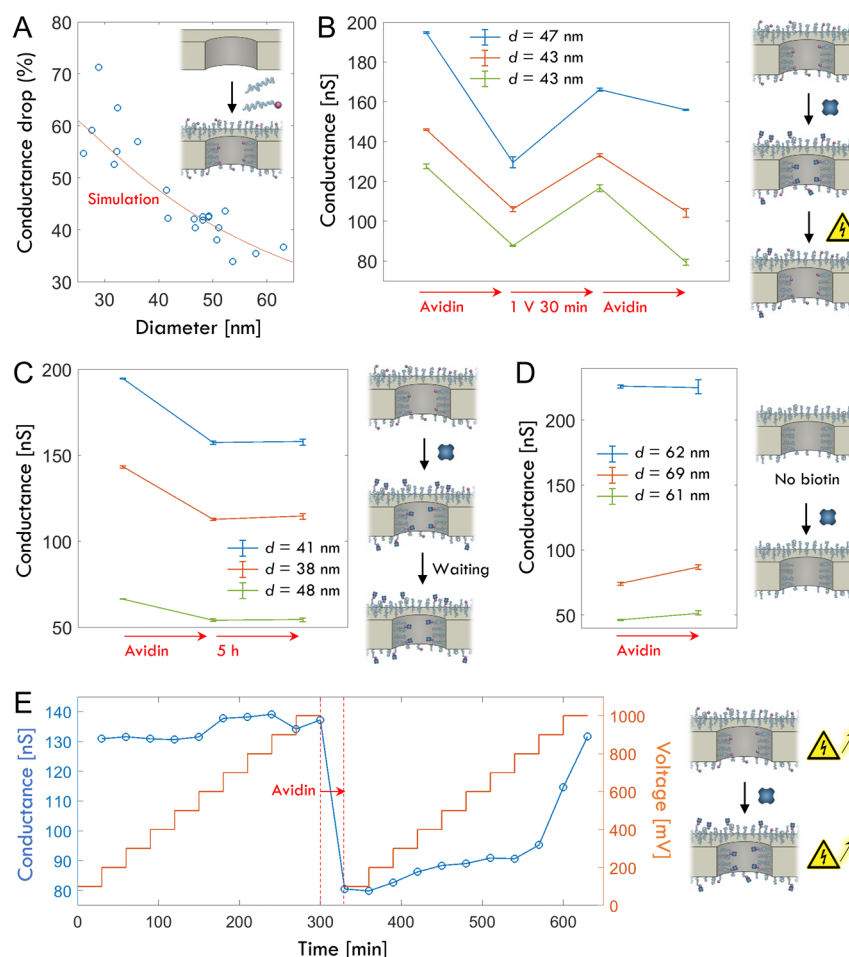 A
Conductance drop (%)
80
70
60
50
40
30
Simulation
30
40
50
60
Diameter [nm]
B
Conductance [nS]
200
180
160
140
120
100
80
d = 47 nm
d = 43 nm
d = 43 nm
Avidin
1 V 30 min
Avidin
C
Conductance [nS]
200
150
100
50
d = 41 nm
d = 38 nm
d = 48 nm
Avidin
5 h
Waiting
D
Conductance [nS]
200
150
100
50
d = 62 nm
d = 69 nm
d = 61 nm
Avidin
No biotin
E
Conductance [nS]
140
130
120
110
100
90
80
Avidin
0
100
200
300
400
500
600
Time [min]
1000
800
600
400
200
0
Voltage [mV]